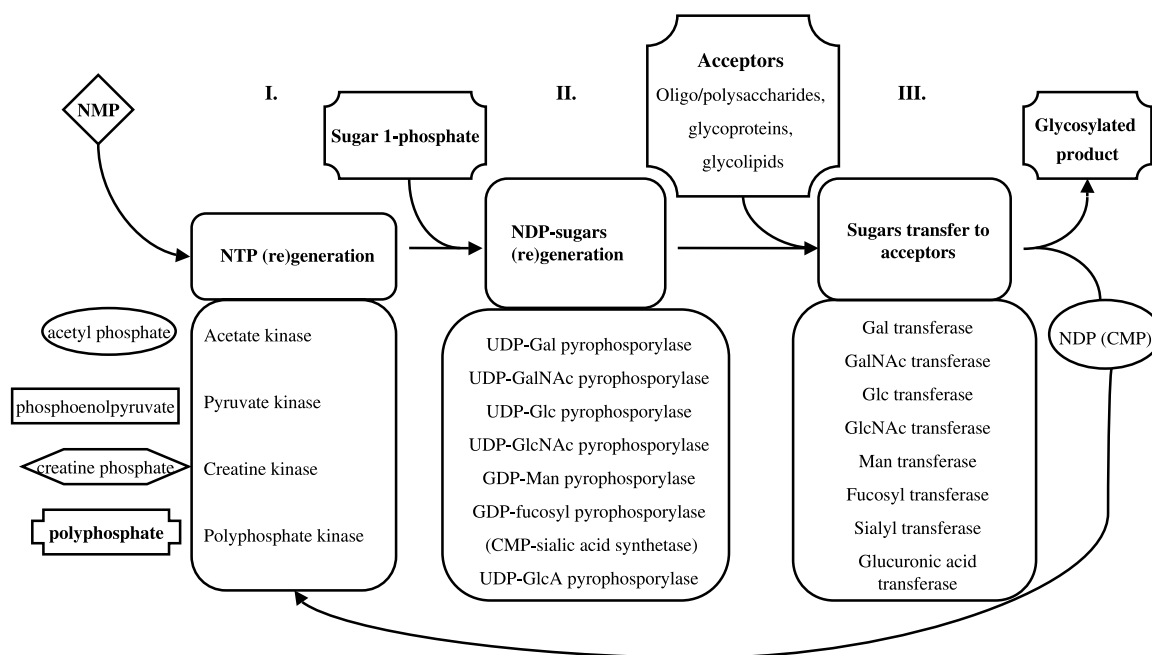 I.
II.
III.
NMP
Sugar 1-phosphate
Acceptors
Oligo/polysaccharides,
glycoproteins,
glycolipids
Glycosylated
product
NTP (re)generation
NDP-sugars
(re)generation
Sugars transfer to
acceptors
acetyl phosphate
phosphoenolpyruvate
creatine phosphate
polyphosphate
Acetate kinase
Pyruvate kinase
Creatine kinase
Polyphosphate kinase
UDP-Gal pyrophosporylase
UDP-GalNAc pyrophosporylase
UDP-Glc pyrophosporylase
UDP-GlcNAc pyrophosporylase
GDP-Man pyrophosporylase
GDP-fucosyl pyrophosporylase
(CMP-sialic acid synthetase)
UDP-GlcA pyrophosporylase
Gal transferase
GalNAc transferase
Glc transferase
GlcNAc transferase
Man transferase
Fucosyl transferase
Sialyl transferase
Glucuronic acid
transferase
NDP (CMP)